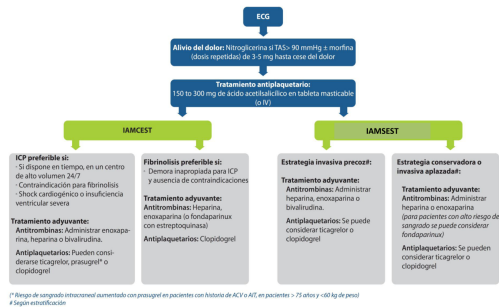 ECG
Alivio del dolor: Nitroglicerina si TAS> 90 mmHg ± morfina
(dosis repetidas) de 3-5 mg hasta cese del dolor
Tratamiento antiplaquetario:
150 to 300 mg de ácido acetilsalicílico en tableta masticable
(o IV)
IAMCEST
IAMSEST
ICP preferible si:
· Si dispone en tiempo, en un centro
de alto volumen 24/7
· Contraindicación para fibrinolisis
· Shock cardiogénico o insuficiencia
ventricular severa
Tratamiento adyuvante:
Antitrombinas: Administrar enoxapa-
rina, heparina o bivalirudina.
Antiplaquetarios: Pueden consi-
derarse ticagrelor, prasugrel* o
clopidogrel
Fibrinolisis preferible si:
Demora inapropiada para ICP
y ausencia de contraindicaciones
Tratamiento adyuvante:
Antitrombinas: Heparina,
enoxaparina (o fondaparinux
con estreptoquinasa)
Antiplaquetarios: Clopidogrel
Estrategia invasiva precoz#:
Tratamiento adyuvante:
Antitrombinas: Administrar
heparina, enoxaparina o
bivalirudina.
Antiplaquetarios: Se puede
considerar ticagrelor o
clopidogrel
Estrategia conservadora o
invasiva aplazada#:
Tratamiento adyuvante:
Antitrombinas: Administrar
heparina o enoxaparina
(para pacientes con alto riesgo de
sangrado se puede considerar
fondaparinux)
Antiplaquetarios: Se pueden
considerar ticagrelor o
clopidogrel
(* Riesgo de sangrado intracraneal aumentado con prasugrel en pacientes con historia de ACV o AIT, en pacientes > 75 años y <60 kg de peso)
# Según estratificación